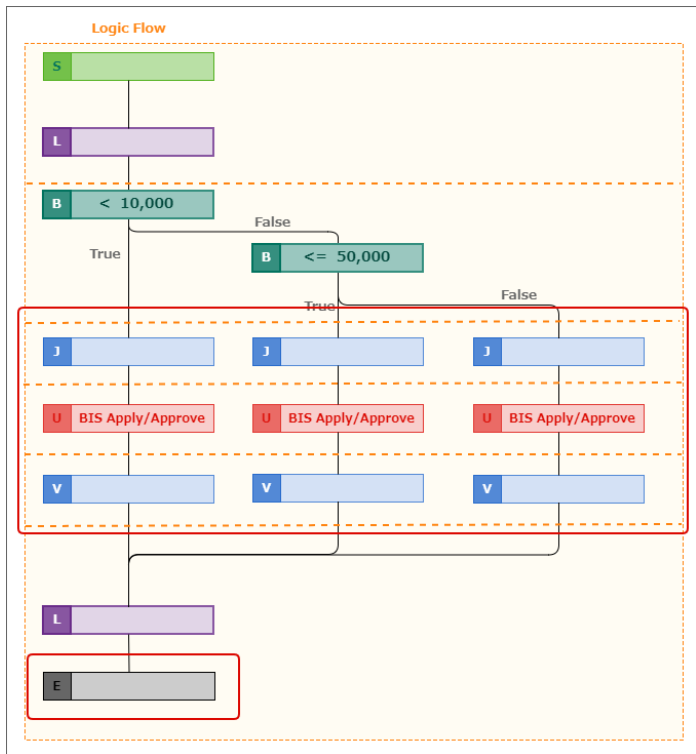 Logic Flow
S
L
B < 10,000
False
True
B <= 50,000
False
True
J J J
U BIS Apply/Approve U BIS Apply/Approve U BIS Apply/Approve
V V V
L
E